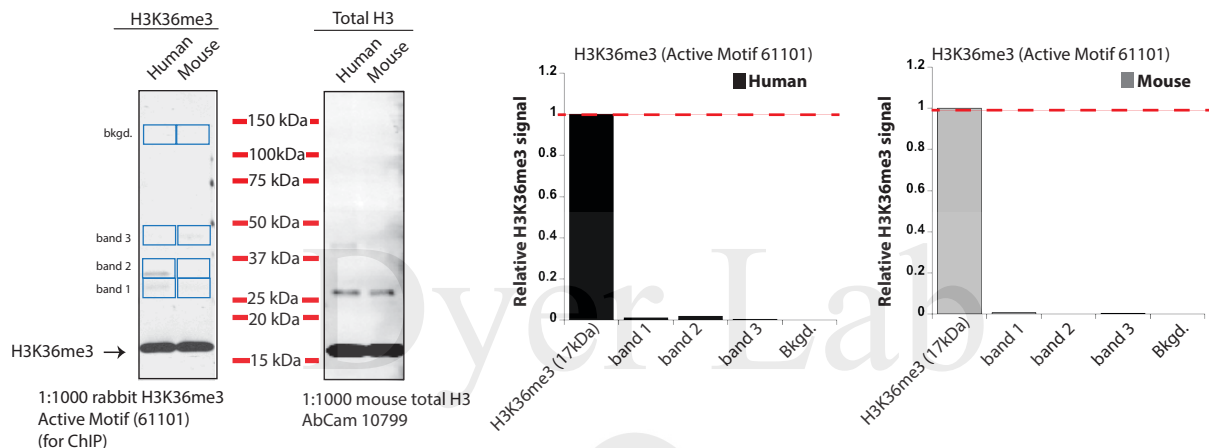 H3K36me3
Human
Mouse
bkgd.
band 3
band 2
band 1
H3K36me3
1:1000 rabbit H3K36me3
Active Motif (61101)
(for ChIP)
150 kDa
100kDa
75 kDa
50 kDa
37 kDa
25 kDa
20 kDa
15 kDa
Total H3
Human
Mouse
1:1000 mouse total H3
AbCam 10799
H3K36me3 (Active Motif 61101)
Human
Relative H3K36me3 signal
1.2
1
0.8
0.6
0.4
0.2
0
H3K36me3 (17kDa)
band 1
band 2
band 3
Bkgd.
H3K36me3 (Active Motif 61101)
Mouse
Relative H3K36me3 signal
1.2
1
0.8
0.6
0.4
0.2
0
H3K36me3 (17kDa)
band 1
band 2
band 3
Bkgd.
Dyer Lab